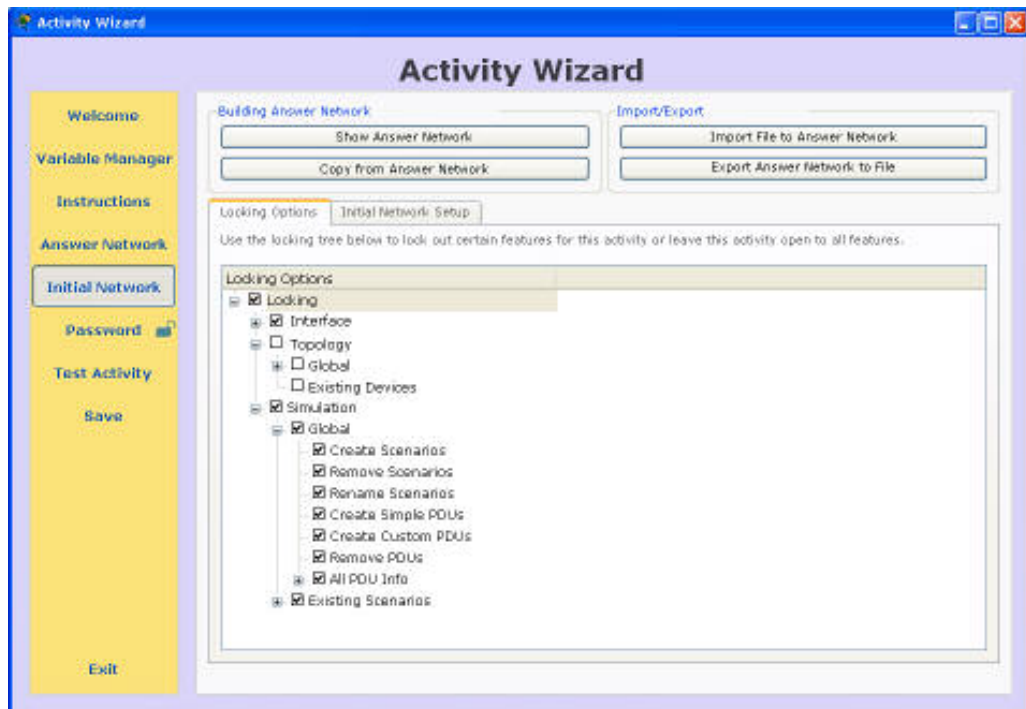 Activity Wizard
Activity Wizard
Welcome
Variable Manager
Instructions
Answer Network
Initial Network
Password
Test Activity
Save
Exit
Building Answer Network
Show Answer Network
Copy from Answer Network
Import/Export
Import File to Answer Network
Export Answer Network to File
Locking Options
Initial Network Setup
Use the locking tree below to lock out certain features for this activity or leave this activity open to all features.
Locking Options
Locking
Interface
Topology
Global
Existing Devices
Simulation
Global
Create Scenarios
Remove Scenarios
Rename Scenarios
Create Simple PDUs
Create Custom PDUs
Remove PDUs
All PDU Info
Existing Scenarios